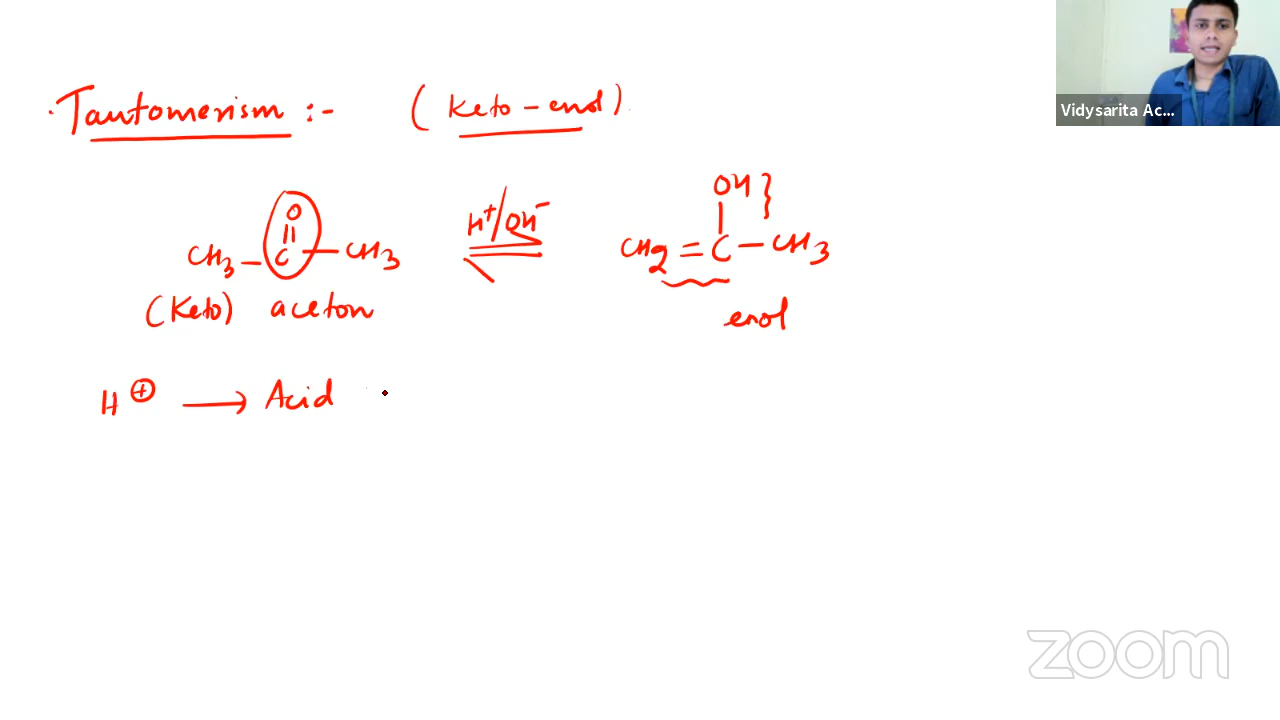 Tautomerism :- (Keto-enol)
O OH
CH3 - C - CH3 H+/OH- CH2 = C - CH3
(Keto) aceton enol
H⊕ → Acid
Vidysarita Ac...
zoom